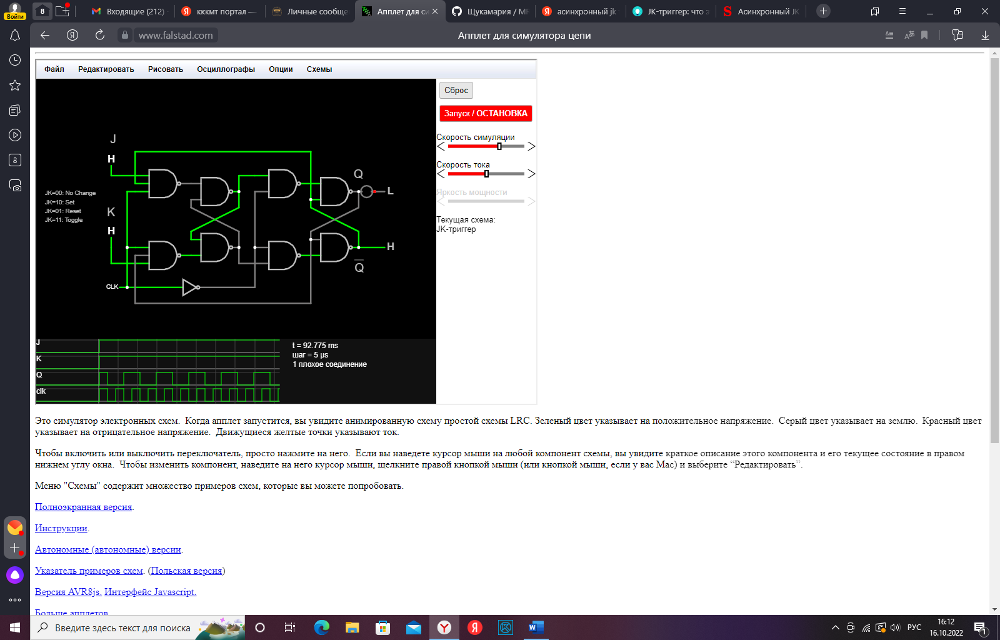 8
Входящие (212)
кккмт портал —
Личные сообще
Апплет для си
Щукамария / MF
асинхронный jk
JK-триггер: что э
Асинхронный JK
Войти
www.falstad.com
Апплет для симулятора цепи
Файл Редактировать Рисовать Осциллографы Опции Схемы
Сброс
Запуск / ОСТАНОВКА
Скорость симуляции
Скорость тока
Яркость мощности
Текущая схема:
JK-триггер
J
H
Q
L
JK=00: No Change
JK=10: Set
JK=01: Reset
JK=11: Toggle
K
H
H
Q
CLK
J
K
Q
clk
t = 92.775 ms
шаг = 5 μs
1 плохое соединение
8
Это симулятор электронных схем. Когда апплет запустится, вы увидите анимированную схему простой схемы LRC. Зеленый цвет указывает на положительное напряжение. Серый цвет указывает на землю. Красный цвет
указывает на отрицательное напряжение. Движущиеся желтые точки указывают ток.
Чтобы включить или выключить переключатель, просто нажмите на него. Если вы наведете курсор мыши на любой компонент схемы, вы увидите краткое описание этого компонента и его текущее состояние в правом
нижнем углу окна. Чтобы изменить компонент, наведите на него курсор мыши, щелкните правой кнопкой мыши (или кнопкой мыши, если у вас Mac) и выберите “Редактировать”.
Меню "Схемы" содержит множество примеров схем, которые вы можете попробовать.
Полноэкранная версия.
Инструкции.
Автономные (автономные) версии.
Указатель примеров схем. (Польская версия)
Версия AVR8js. Интерфейс Javascript.
Больше апплетов
Введите здесь текст для поиска
РУС
16:12
16.10.2022
1